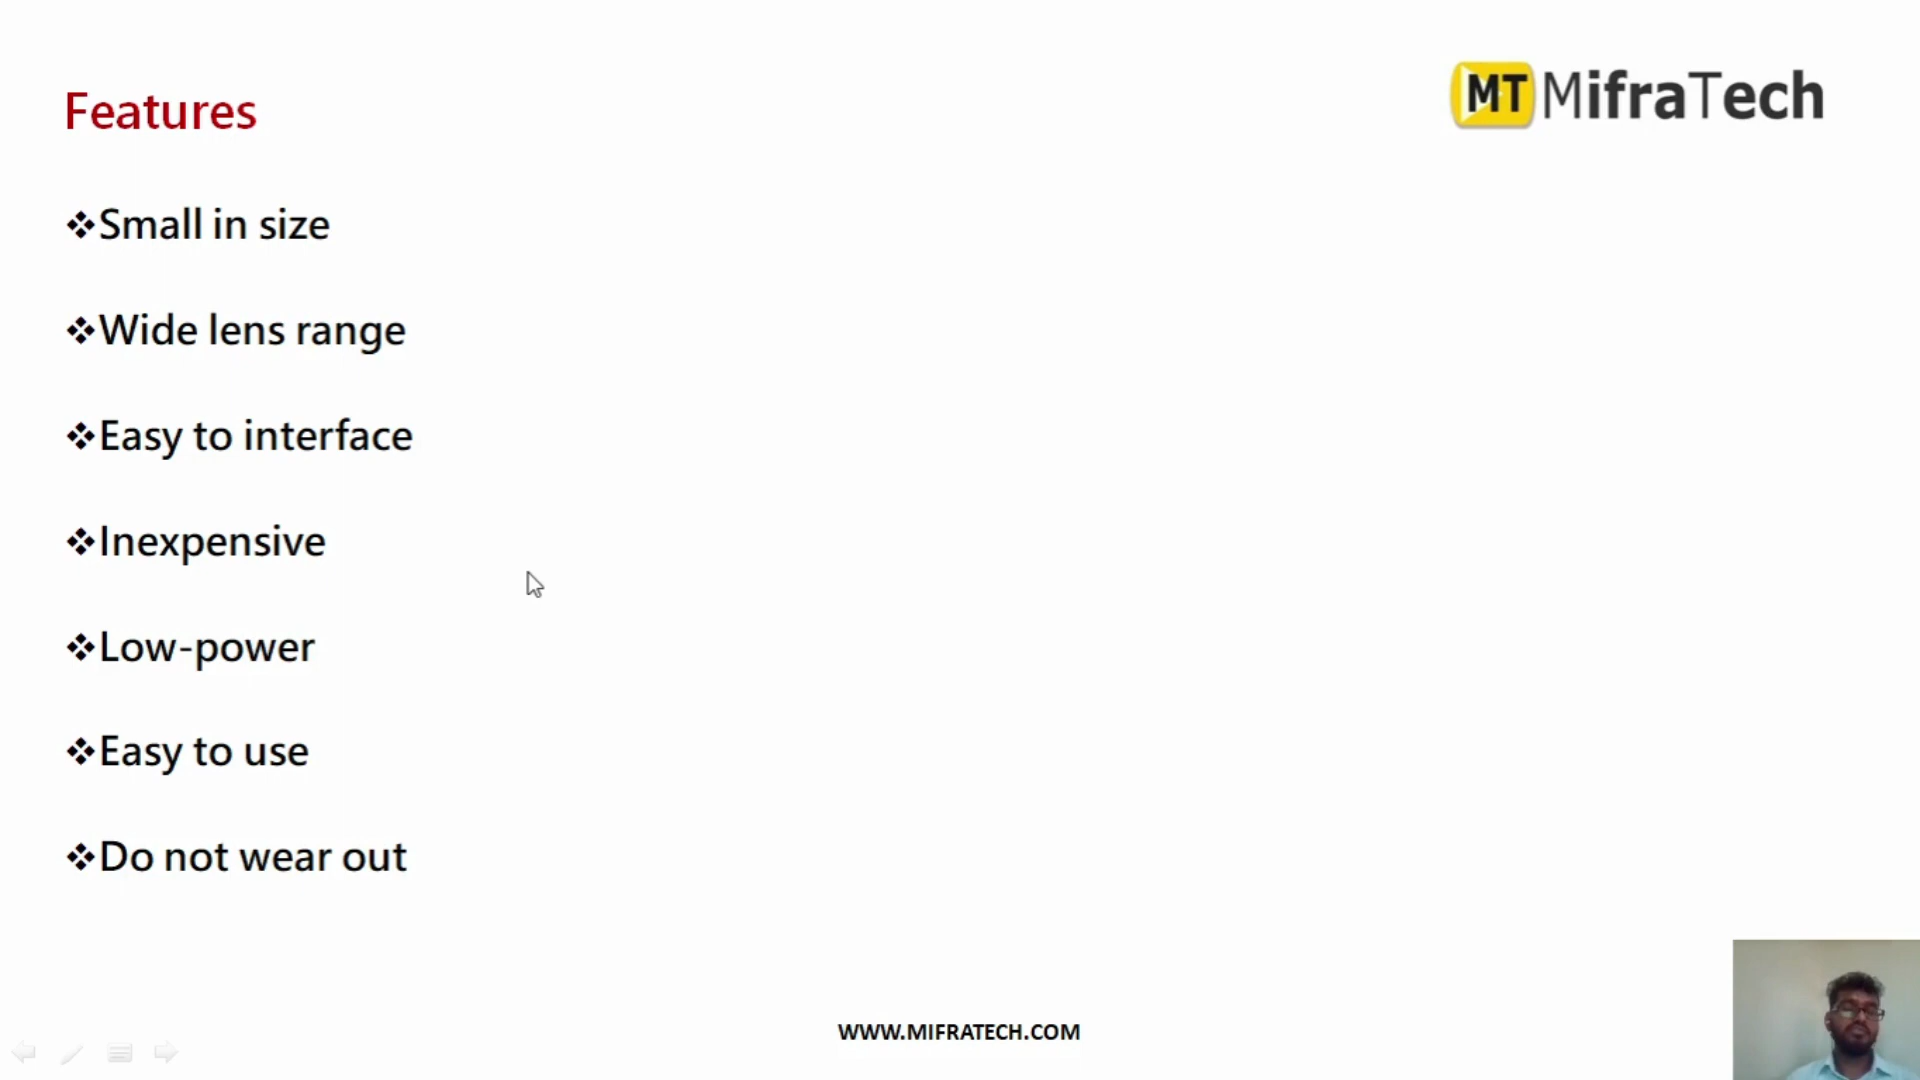 MT MifraTech
Features
❖Small in size
❖Wide lens range
❖Easy to interface
❖Inexpensive
❖Low-power
❖Easy to use
❖Do not wear out
WWW.MIFRATECH.COM